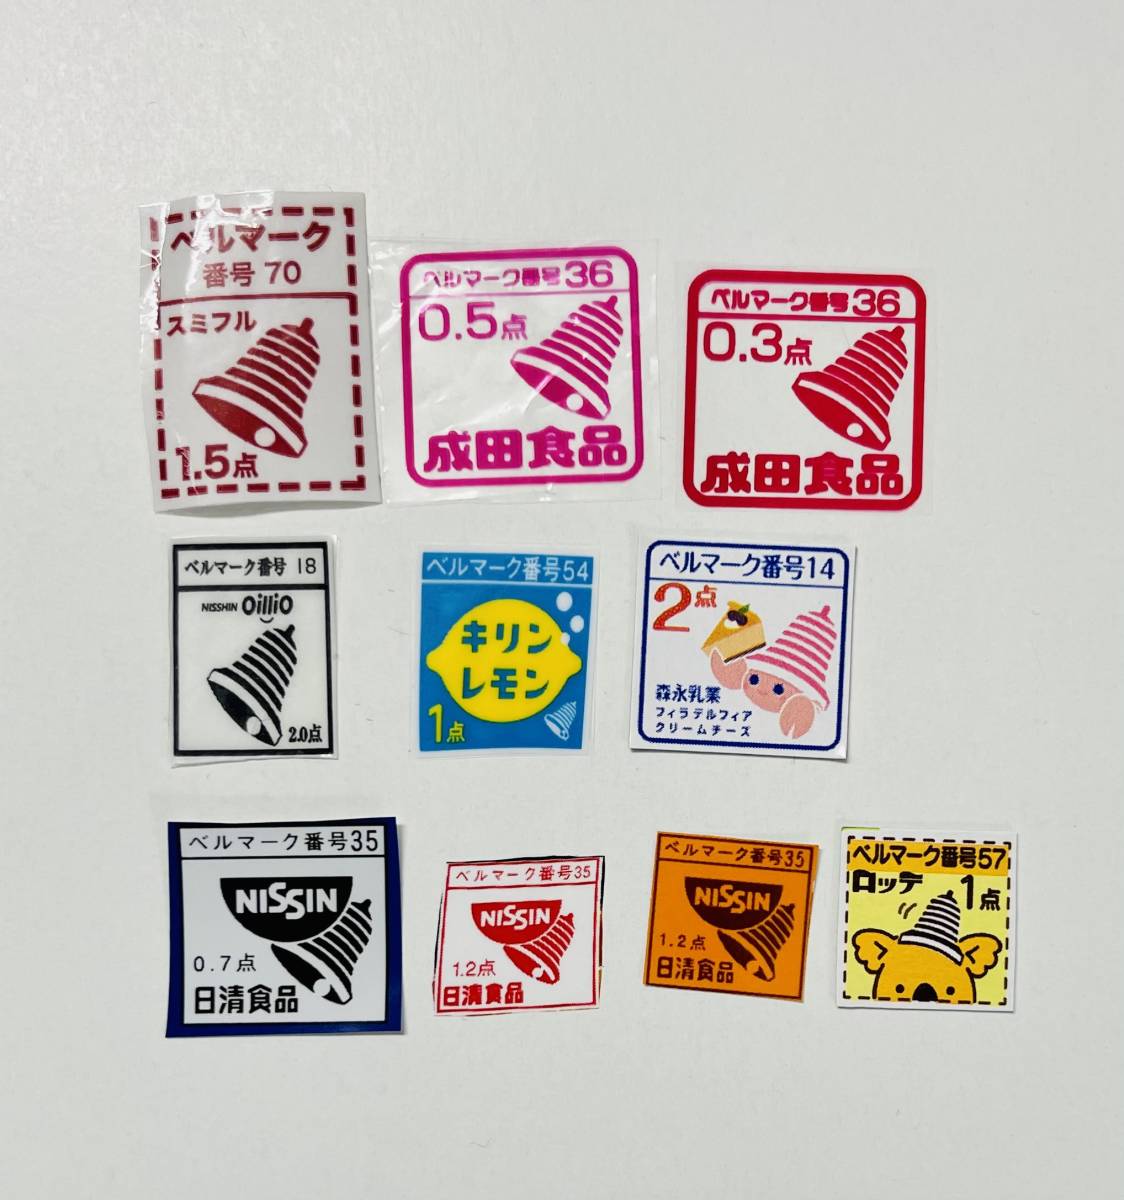 ベルマーク
番号 70
スミフル
1.5点
ベルマーク番号36
0.5点
成田食品
ベルマーク番号36
0.3点
成田食品
ベルマーク番号 18
NISSHIN OilliO
2.0点
ベルマーク番号54
キリン
レモン
1点
ベルマーク番号14
2点
森永乳業
フィラデルフィア
クリームチーズ
ベルマーク番号35
NISSIN
0.7点
日清食品
ベルマーク番号35
NISSIN
1.2点
日清食品
ベルマーク番号35
NISSIN
1.2点
日清食品
ベルマーク番号57
ロッテ 1点